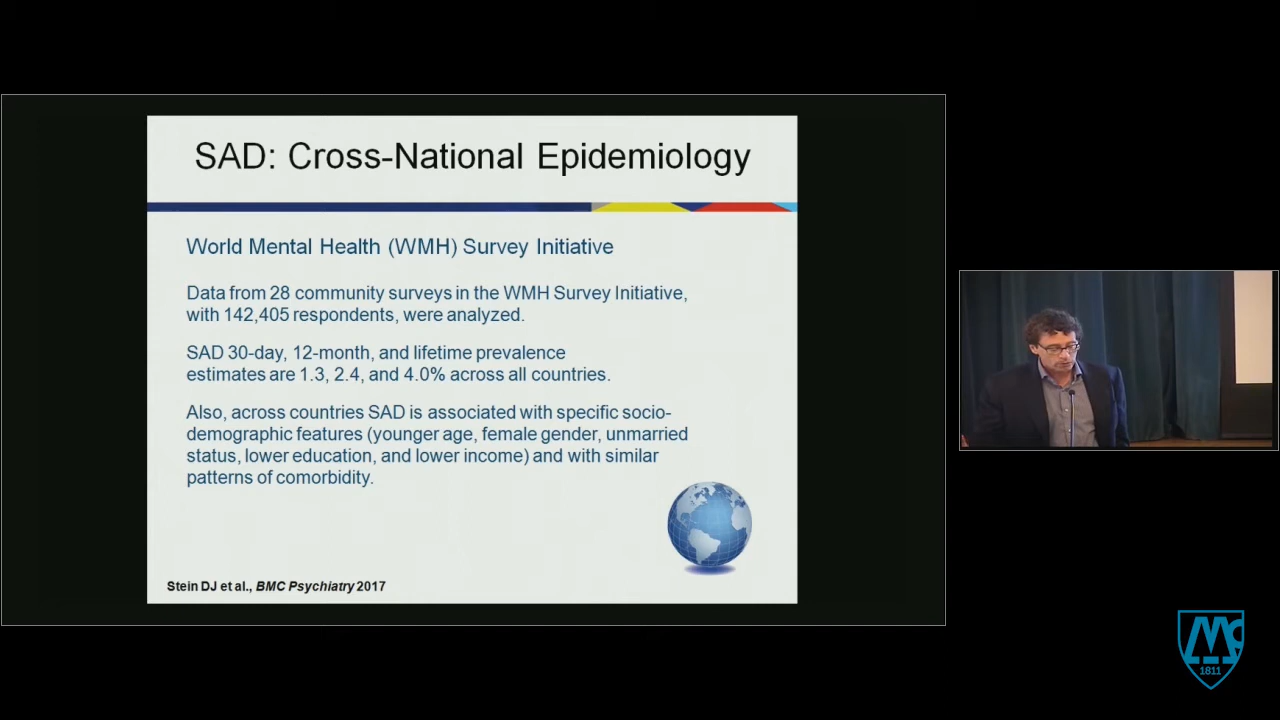 SAD: Cross-National Epidemiology
World Mental Health (WMH) Survey Initiative
Data from 28 community surveys in the WMH Survey Initiative,
with 142,405 respondents, were analyzed.
SAD 30-day, 12-month, and lifetime prevalence
estimates are 1.3, 2.4, and 4.0% across all countries.
Also, across countries SAD is associated with specific socio-
demographic features (younger age, female gender, unmarried
status, lower education, and lower income) and with similar
patterns of comorbidity.
Stein DJ et al., BMC Psychiatry 2017
Mc
1811